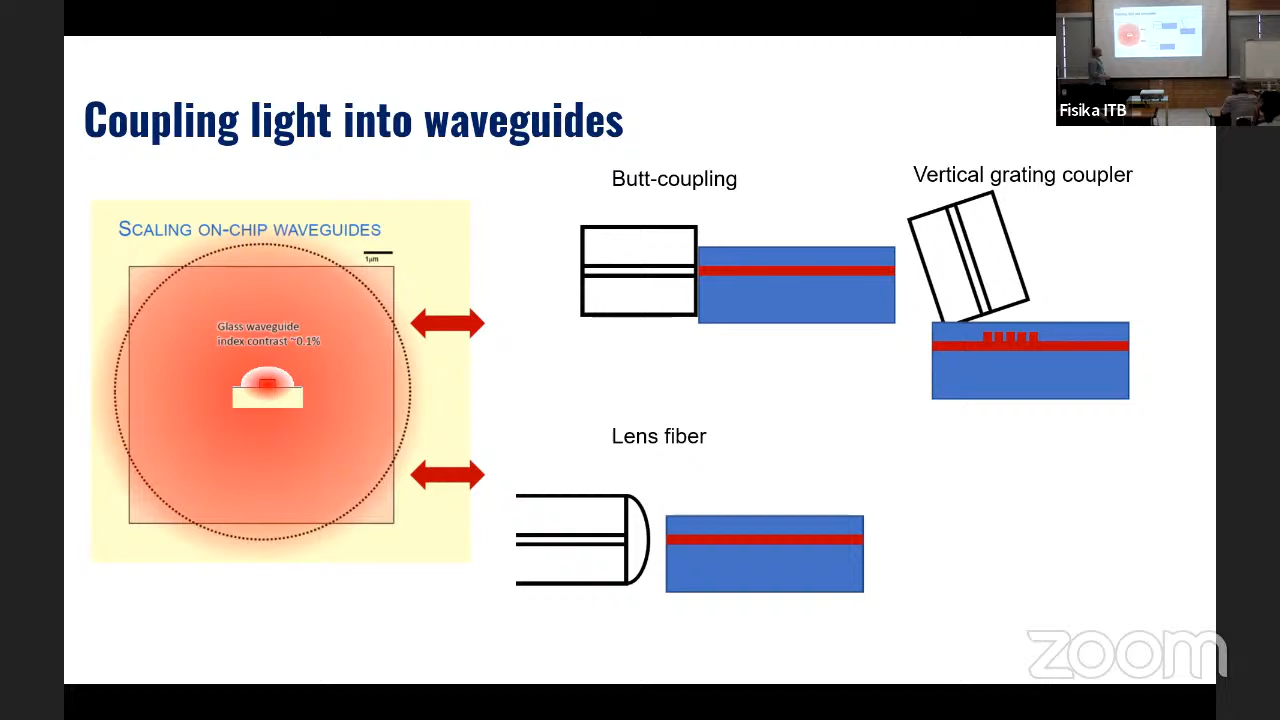 Fisika ITB
Coupling light into waveguides
Butt-coupling
Vertical grating coupler
SCALING ON-CHIP WAVEGUIDES
1μm
Glass waveguide
index contrast ~0.1%
Lens fiber
zoom